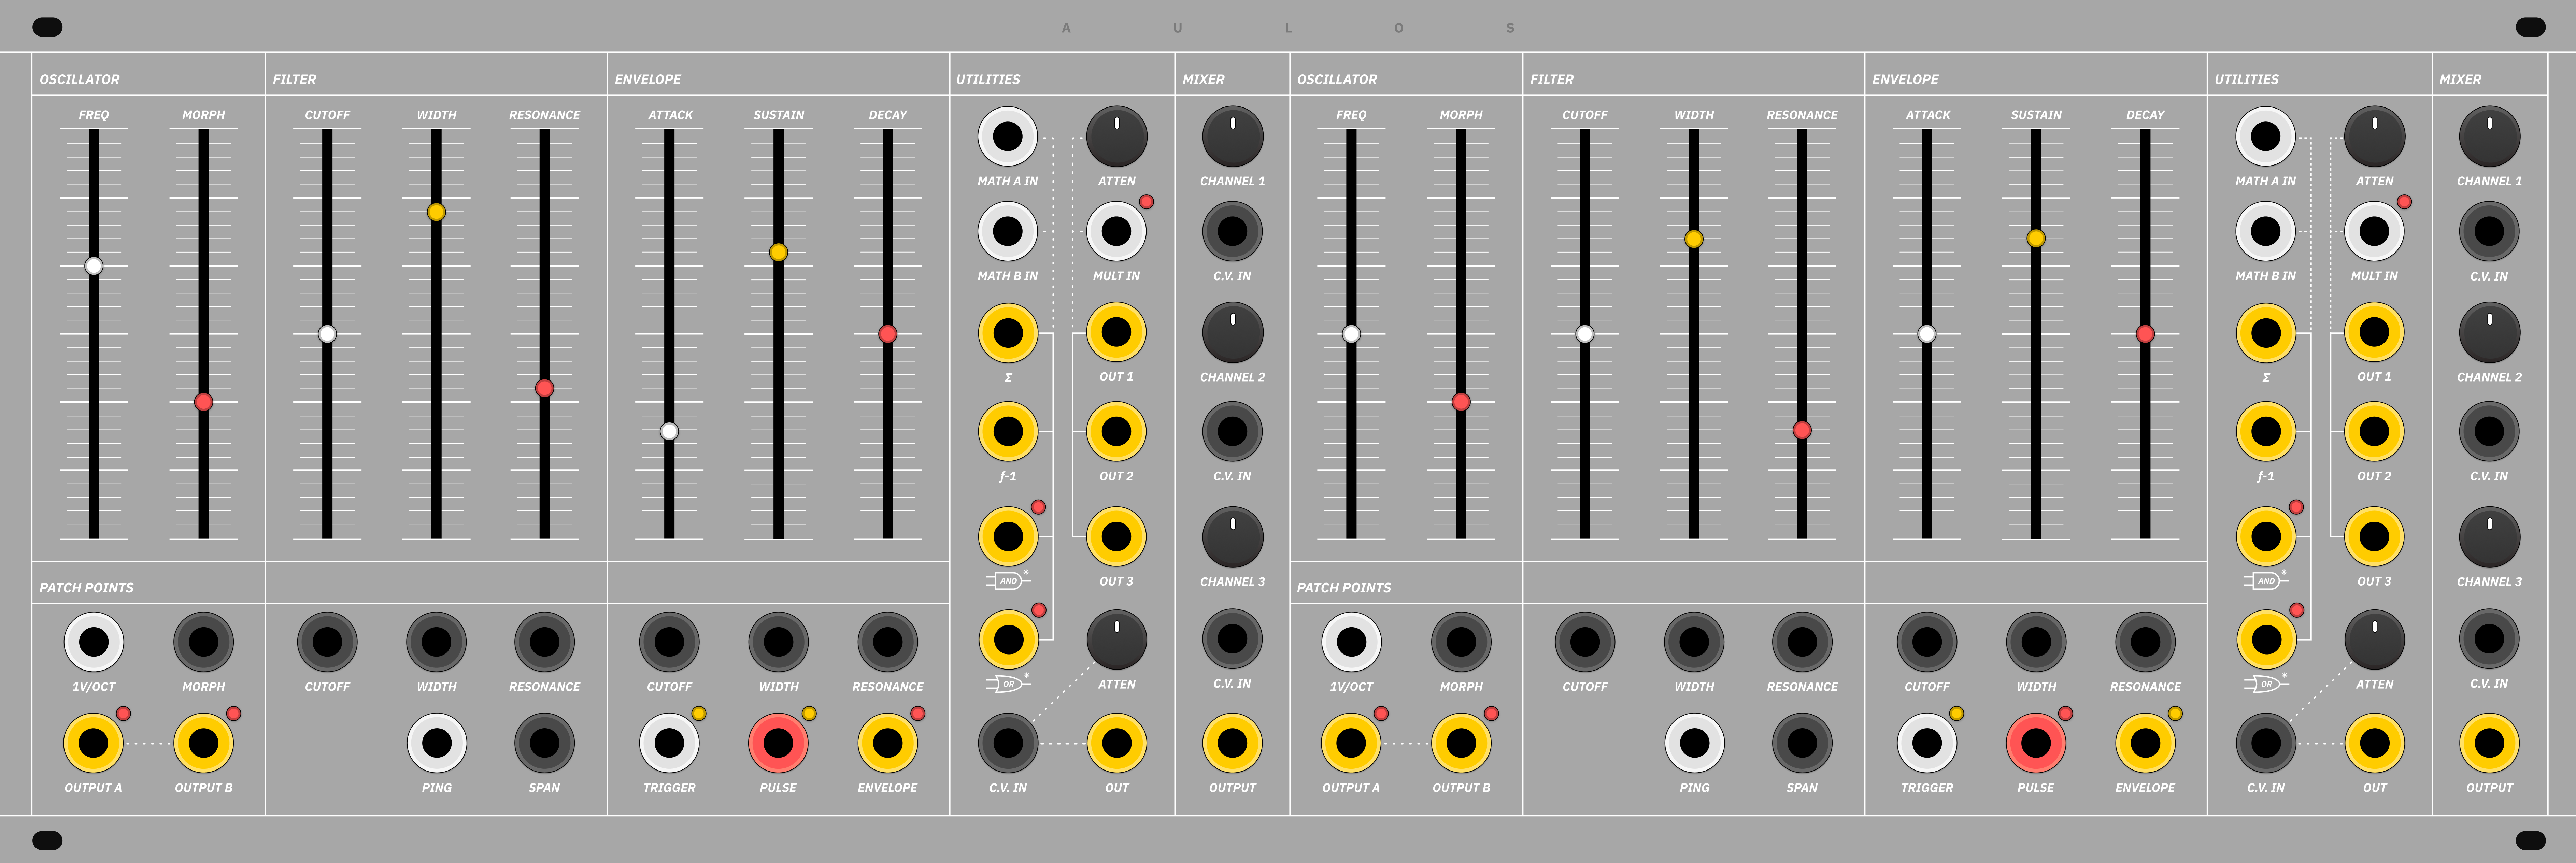 A U L O S
OSCILLATOR FILTER ENVELOPE UTILITIES MIXER OSCILLATOR FILTER ENVELOPE UTILITIES MIXER
FREQ MORPH CUTOFF WIDTH RESONANCE ATTACK SUSTAIN DECAY FREQ MORPH CUTOFF WIDTH RESONANCE ATTACK SUSTAIN DECAY
MATH A IN ATTEN CHANNEL 1 MATH A IN ATTEN CHANNEL 1
MATH B IN MULT IN C.V. IN MATH B IN MULT IN C.V. IN
Σ OUT 1 CHANNEL 2 Σ OUT 1 CHANNEL 2
f-1 OUT 2 C.V. IN f-1 OUT 2 C.V. IN
AND* OUT 3 CHANNEL 3 AND* OUT 3 CHANNEL 3
PATCH POINTS PATCH POINTS
1V/OCT MORPH CUTOFF WIDTH RESONANCE CUTOFF WIDTH RESONANCE OR* ATTEN C.V. IN 1V/OCT MORPH CUTOFF WIDTH RESONANCE CUTOFF WIDTH RESONANCE OR* ATTEN C.V. IN
OUTPUT A OUTPUT B PING SPAN TRIGGER PULSE ENVELOPE C.V. IN OUT OUTPUT OUTPUT A OUTPUT B PING SPAN TRIGGER PULSE ENVELOPE C.V. IN OUT OUTPUT